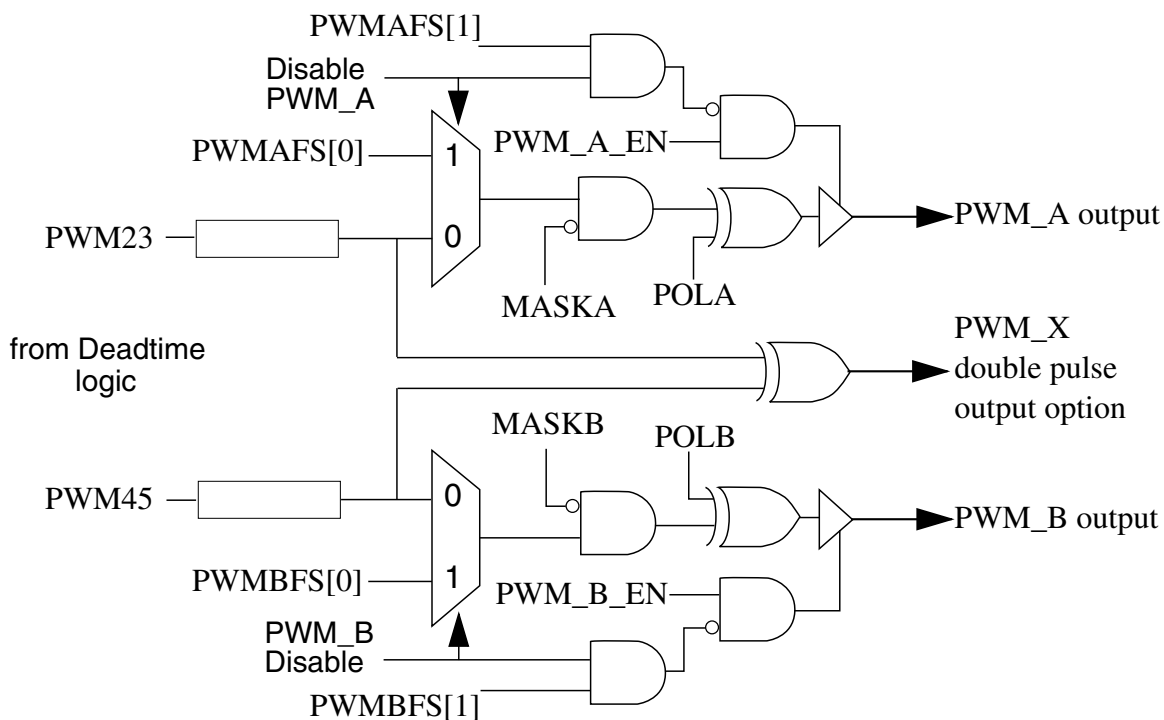 PWMAFS[1]
Disable
PWM_A
PWMAFS[0]
1
PWM_A_EN
PWM23
0
PWM_A output
MASKA
POLA
from Deadtime
logic
PWM_X
double pulse
output option
MASKB
POLB
PWM45
0
PWM_B output
PWMBFS[0]
1
PWM_B_EN
PWM_B
Disable
PWMBFS[1]